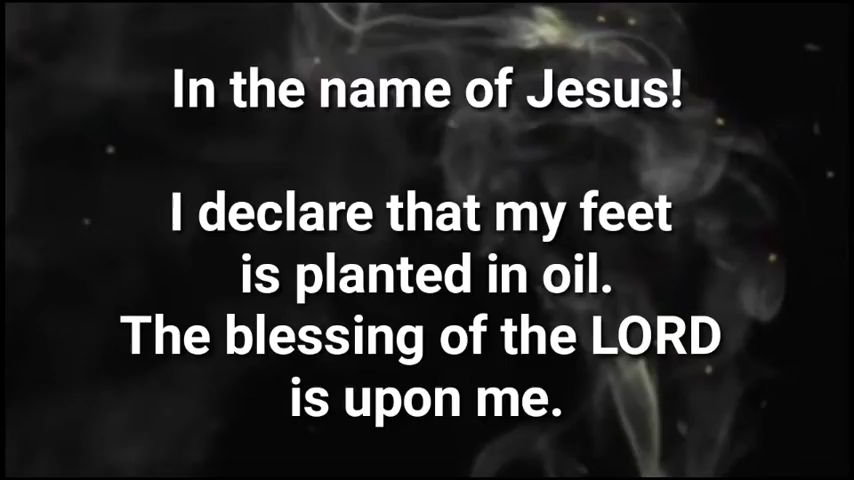 In the name of Jesus!
I declare that my feet
is planted in oil.
The blessing of the LORD
is upon me.